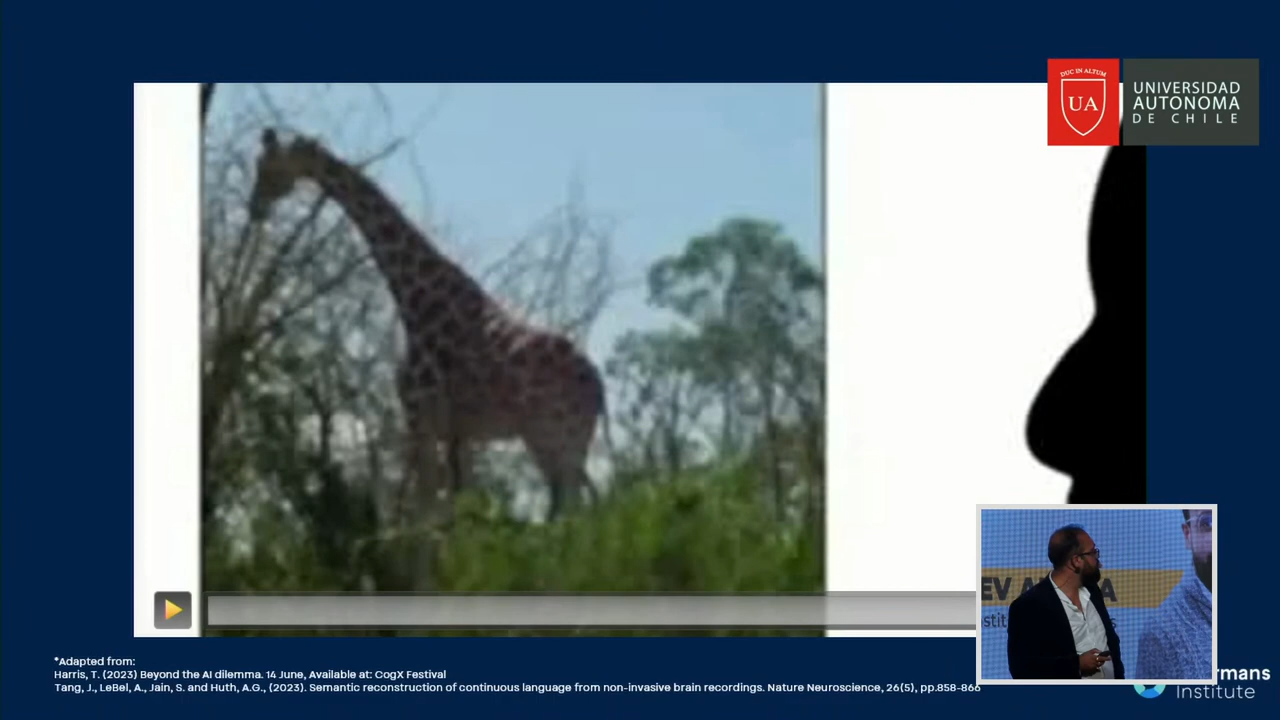 DUC IN ALTUM
UA
UNIVERSIDAD
AUTONOMA
DE CHILE
*Adapted from:
Harris, T. (2023) Beyond the AI dilemma. 14 June, Available at: CogX Festival
Tang, J., LeBel, A., Jain, S. and Huth, A.G., (2023). Semantic reconstruction of continuous language from non-invasive brain recordings. Nature Neuroscience, 26(5), pp.858-866
Institute